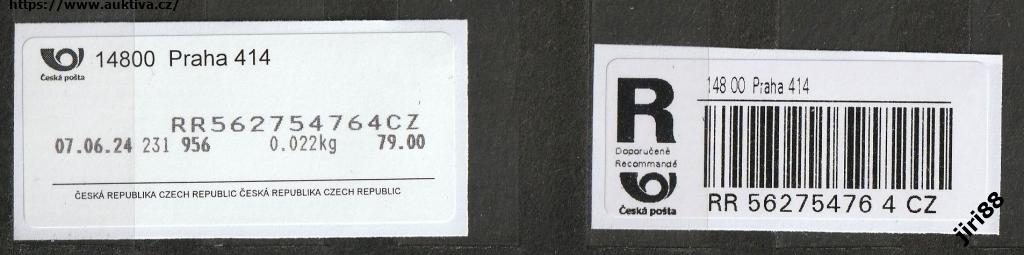 https://www.auktiva.cz/
14800 Praha 414
Česká pošta
RR562754764CZ
07.06.24 231 956 0.022kg 79.00
ČESKÁ REPUBLIKA CZECH REPUBLIC ČESKÁ REPUBLIKA CZECH REPUBLIC
148 00 Praha 414
R
Doporučeně
Recommandé
Česká pošta
RR 56275476 4 CZ
jiri88